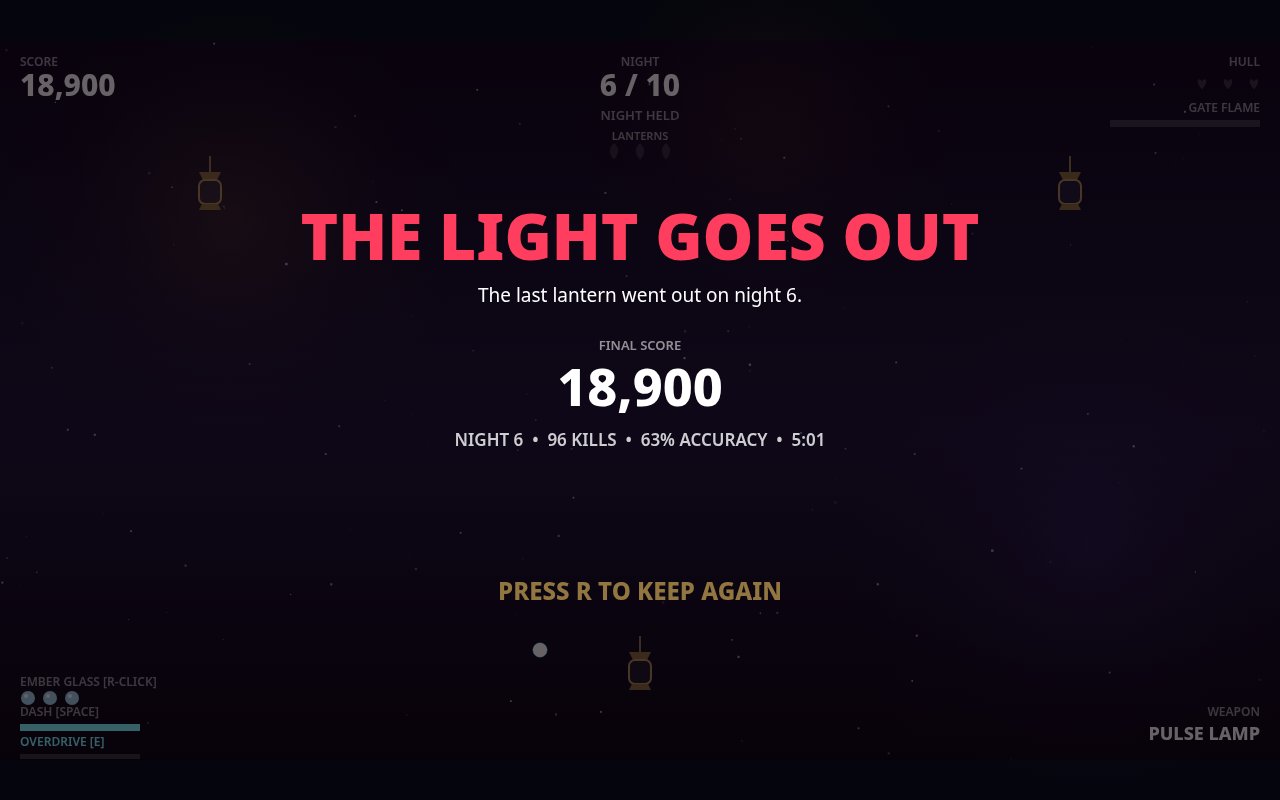 SCORE
18,900
NIGHT
6 / 10
NIGHT HELD
LANTERNS
HULL
GATE FLAME
THE LIGHT GOES OUT
The last lantern went out on night 6.
FINAL SCORE
18,900
NIGHT 6 • 96 KILLS • 63% ACCURACY • 5:01
PRESS R TO KEEP AGAIN
EMBER GLASS [R-CLICK]
DASH [SPACE]
OVERDRIVE [E]
WEAPON
PULSE LAMP